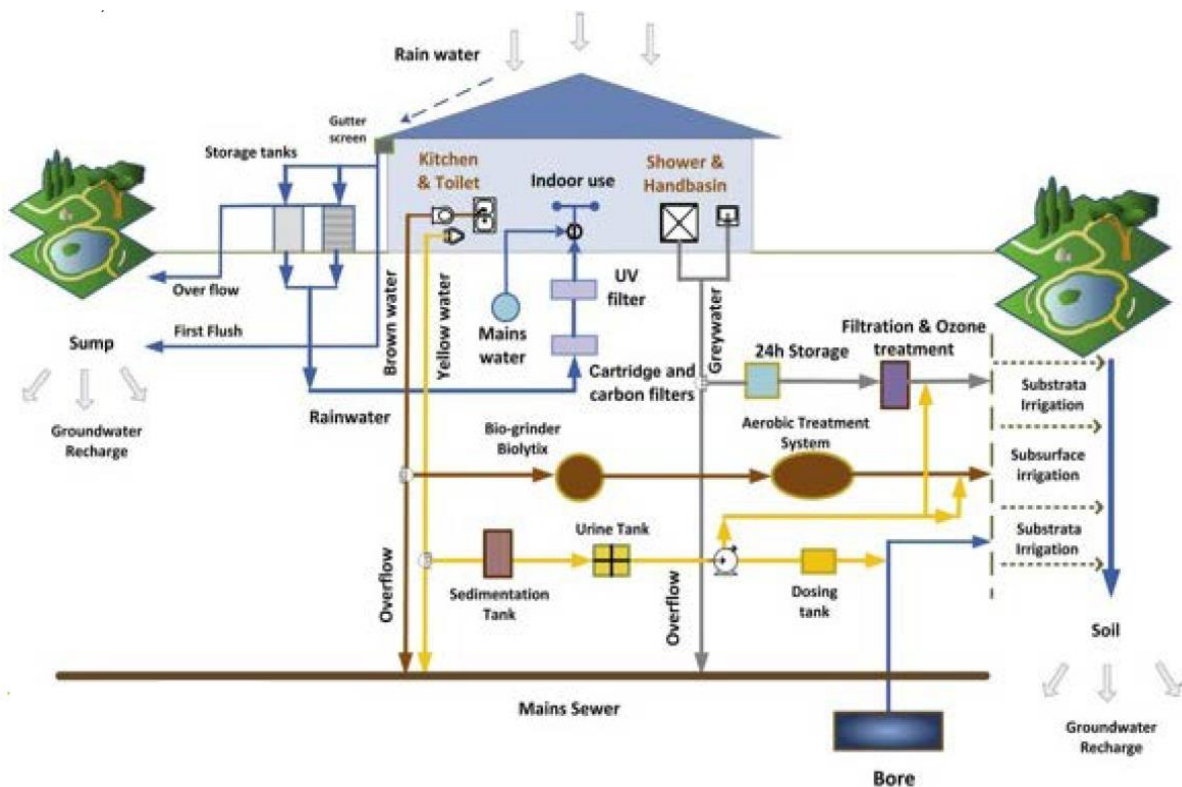 Rain water
Gutter
screen
Storage tanks
Kitchen
& Toilet
Indoor use
Shower &
Handbasin
Over flow
First Flush
Sump
Groundwater
Recharge
Rainwater
Brown water
Yellow water
Mains
water
UV
filter
Cartridge and
carbon filters
Greywater
24h Storage
Filtration & Ozone
treatment
Bio-grinder
Biolytix
Aerobic Treatment
System
Substrata
Irrigation
Subsurface
irrigation
Substrata
Irrigation
Urine Tank
Sedimentation
Tank
Dosing
tank
Overflow
Overflow
Mains Sewer
Bore
Soil
Groundwater
Recharge